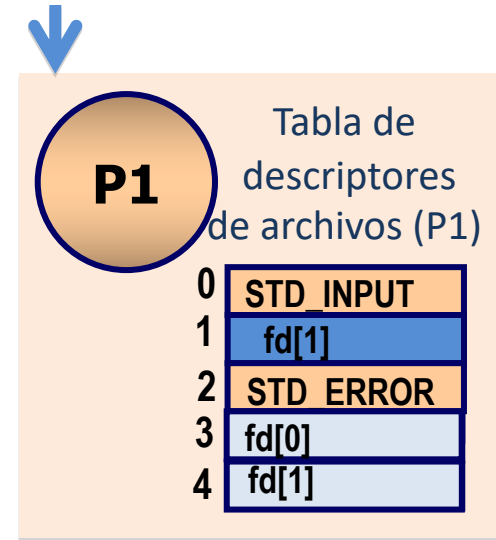 P1
Tabla de
descriptores
de archivos (P1)
0 STD_INPUT
1 fd[1]
2 STD_ERROR
3 fd[0]
4 fd[1]